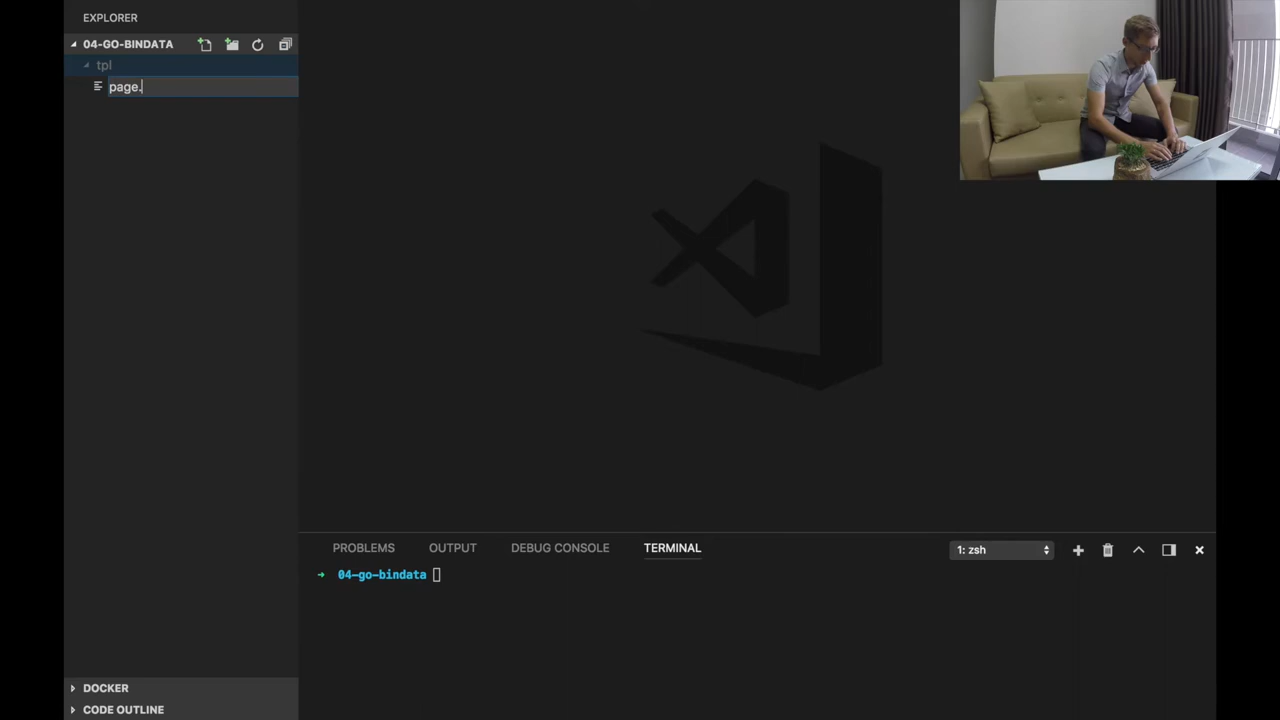 EXPLORER
04-GO-BINDATA
tpl
page.
PROBLEMS
OUTPUT
DEBUG CONSOLE
TERMINAL
1: zsh
→ 04-go-bindata
DOCKER
CODE OUTLINE